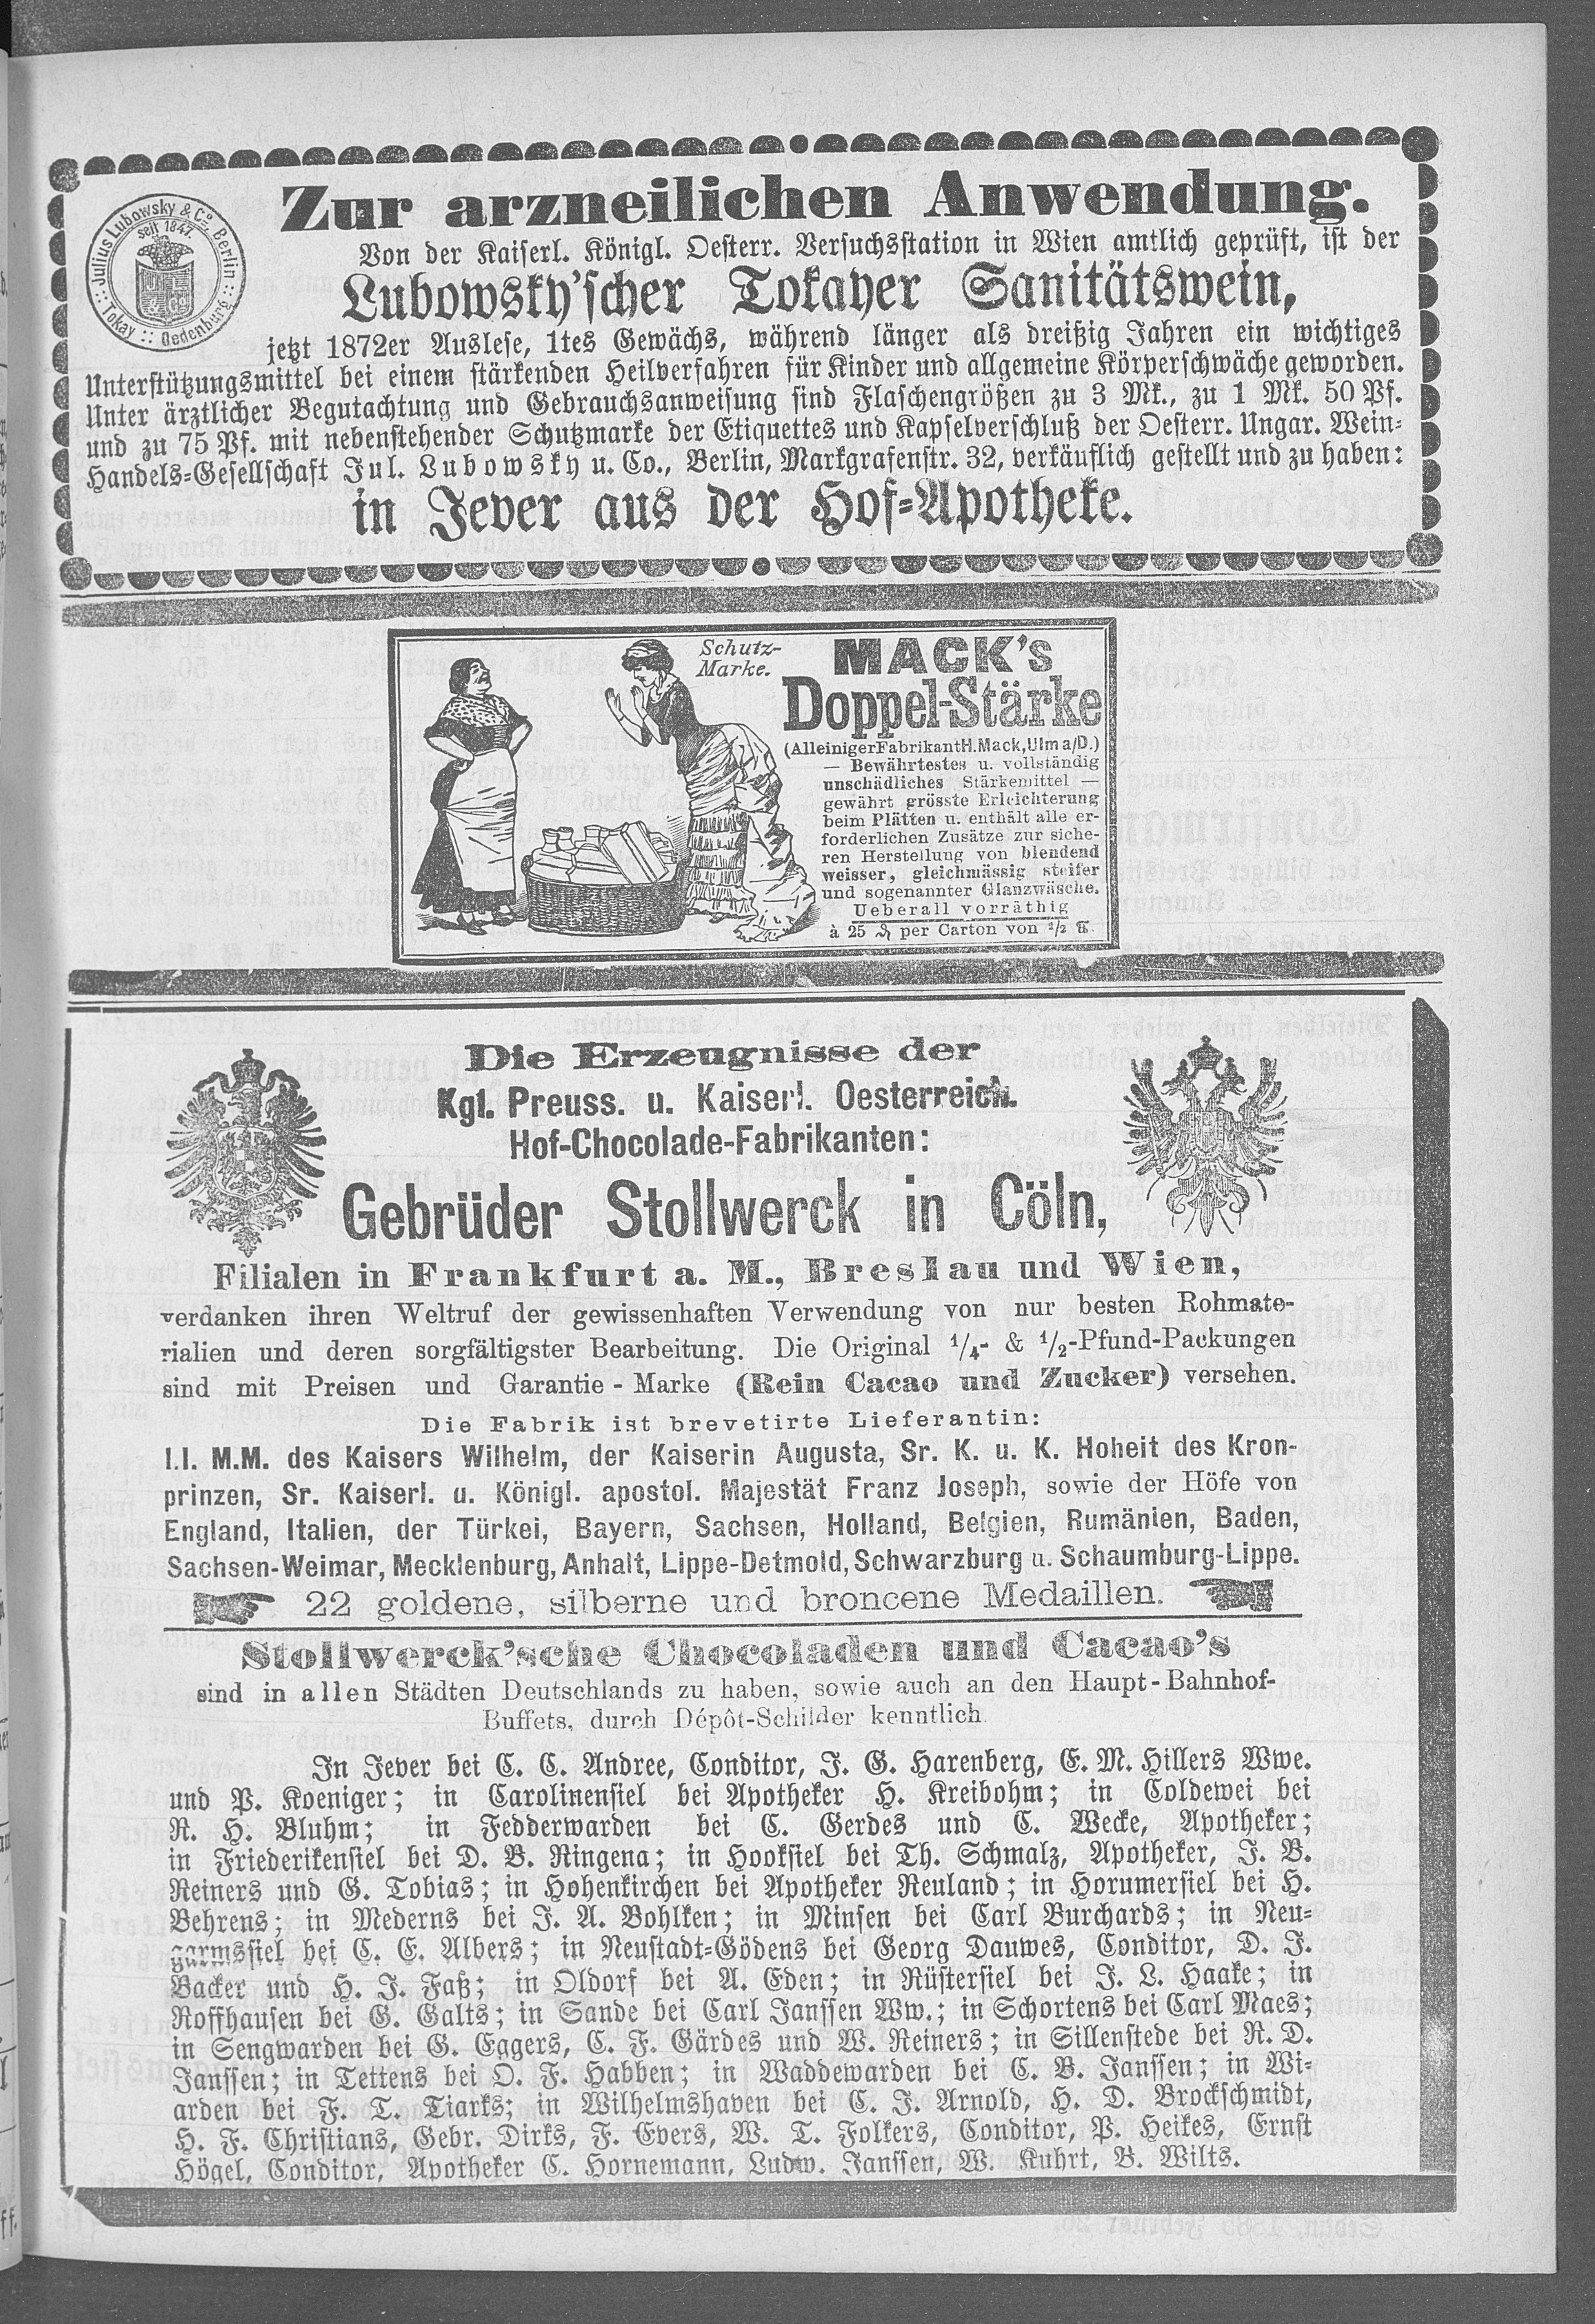 Julius Lubowsky & Co. Berlin
seit 1847.
Tokay :: Oedenburg
Zur arzneilichen Anwendung.
Von der Kaiserl. Königl. Oesterr. Versuchsstation in Wien amtlich geprüft, ist der
Lubowsky'scher Tokayer Sanitätswein,
jetzt 1872er Auslese, 1tes Gewächs, während länger als dreißig Jahren ein wichtiges
Unterstützungsmittel bei einem stärkenden Heilverfahren für Kinder und allgemeine Körperschwäche geworden.
Unter ärztlicher Begutachtung und Gebrauchsanweisung sind Flaschengrößen zu 3 Mk., zu 1 Mk. 50 Pf.
und zu 75 Pf. mit nebenstehender Schutzmarke der Etiquettes und Kapselverschluß der Oesterr. Ungar. Wein-
Handels-Gesellschaft Jul. Lubowsky u. Co., Berlin, Markgrafenstr. 32, verkäuflich gestellt und zu haben:
in Jever aus der Hof-Apotheke.
Schutz-
Marke.
MACK's
Doppel-Stärke
(Alleiniger Fabrikant H. Mack, Ulm a/D.)
— Bewährtestes u. vollständig
unschädliches Stärkemittel —
gewährt grösste Erleichterung
beim Plätten u. enthält alle er-
forderlichen Zusätze zur siche-
ren Herstellung von blendend
weisser, gleichmässig steifer
und sogenannter Glanzwäsche.
Ueberall vorräthig
à 25 ₰ per Carton von ½ ℔.
Die Erzeugnisse der
Kgl. Preuss. u. Kaiserl. Oesterreich.
Hof-Chocolade-Fabrikanten:
Gebrüder Stollwerck in Cöln,
Filialen in Frankfurt a. M., Breslau und Wien,
verdanken ihren Weltruf der gewissenhaften Verwendung von nur besten Rohmate-
rialien und deren sorgfältigster Bearbeitung. Die Original ¼- & ½-Pfund-Packungen
sind mit Preisen und Garantie-Marke (Rein Cacao und Zucker) versehen.
Die Fabrik ist brevetirte Lieferantin:
I.I. M.M. des Kaisers Wilhelm, der Kaiserin Augusta, Sr. K. u. K. Hoheit des Kron-
prinzen, Sr. Kaiserl. u. Königl. apostol. Majestät Franz Joseph, sowie der Höfe von
England, Italien, der Türkei, Bayern, Sachsen, Holland, Belgien, Rumänien, Baden,
Sachsen-Weimar, Mecklenburg, Anhalt, Lippe-Detmold, Schwarzburg u. Schaumburg-Lippe.
22 goldene, silberne und broncene Medaillen.
Stollwerck'sche Chocoladen und Cacao's
sind in allen Städten Deutschlands zu haben, sowie auch an den Haupt-Bahnhof-
Buffets, durch Dépôt-Schilder kenntlich.
In Jever bei C. C. Andree, Conditor, J. G. Harenberg, E. M. Hillers Wwe.
und P. Koeniger; in Carolinensiel bei Apotheker H. Kreibohm; in Coldewei bei
R. H. Bluhm; in Fedderwarden bei C. Gerdes und C. Wecke, Apotheker;
in Friederikensiel bei D. B. Ringena; in Hooksiel bei Th. Schmalz, Apotheker, J. B.
Reiners und G. Tobias; in Hohenkirchen bei Apotheker Reuland; in Horumersiel bei H.
Behrens; in Mederns bei J. A. Bohlken; in Minsen bei Carl Burchards; in Neu-
garmssiel bei C. E. Albers; in Neustadt-Gödens bei Georg Dauwes, Conditor, D. J.
Backer und H. J. Faß; in Oldorf bei A. Eden; in Rüstersiel bei J. L. Haake; in
Roffhausen bei G. Galts; in Sande bei Carl Janssen Ww.; in Schortens bei Carl Maes;
in Sengwarden bei G. Eggers, C. F. Gärdes und W. Reiners; in Sillenstede bei R. D.
Janssen; in Tettens bei O. F. Habben; in Waddewarden bei C. B. Janssen; in Wi-
arden bei F. T. Tiarks; in Wilhelmshaven bei C. J. Arnold, H. D. Brockschmidt,
H. F. Christians, Gebr. Dirks, F. Evers, W. T. Folkers, Conditor, P. Heikes, Ernst
Högel, Conditor, Apotheker C. Hornemann, Ludw. Janssen, W. Kuhrt, B. Wilts.